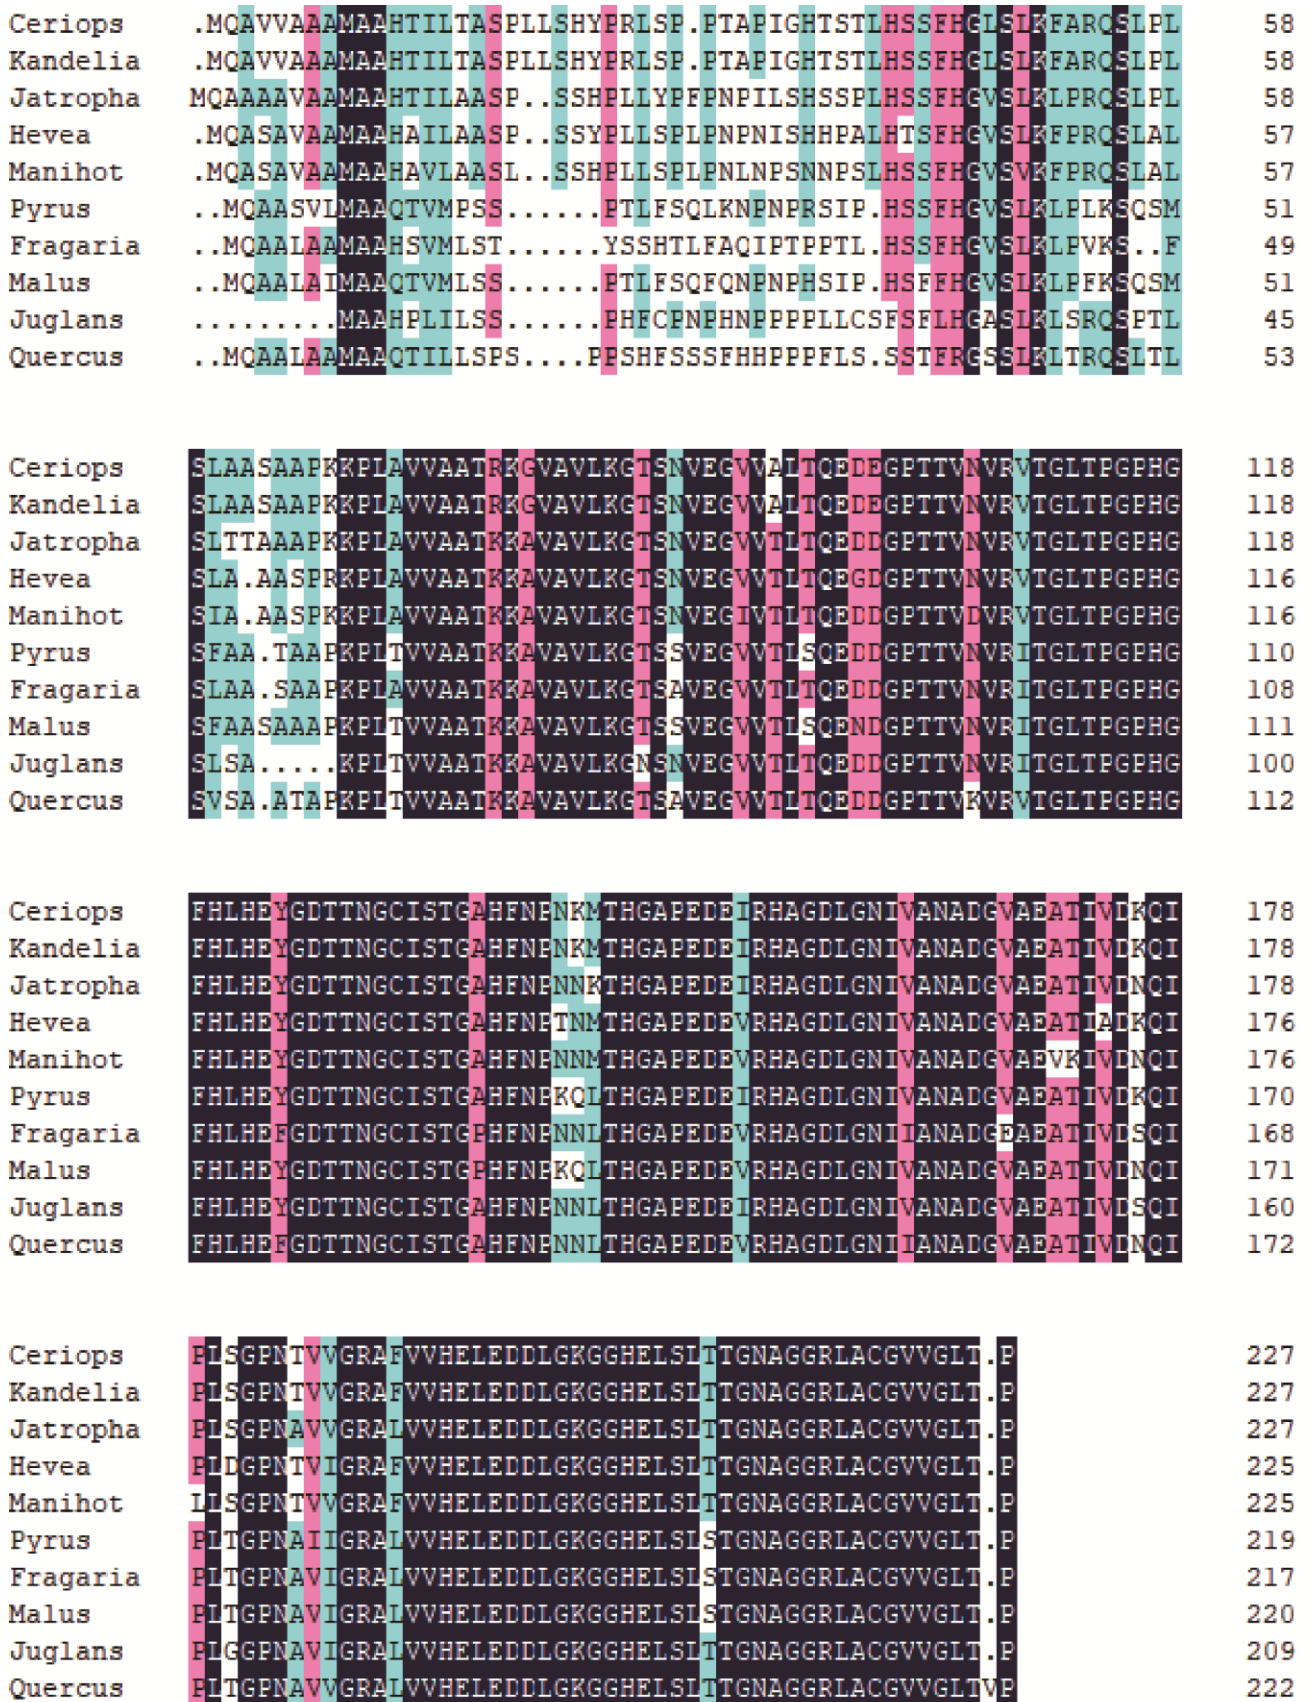 Ceriops .MQAVVAAAMAAHTILTASPLLSHYPRLSP.PTAPIGHTSTLHSSFHGLSLKFARQSLPL 58
Kandelia .MQAVVAAAMAAHTILTASPLLSHYPRLSP.PTAPIGHTSTLHSSFHGLSLKFARQSLPL 58
Jatropha MQAAAAVAAMAAHTILAASP..SSHPLLYPFPNPILSHSSPLHSSFHGVSLKLPRQSLPL 58
Hevea .MQASAVAAMAAHAILAASP..SSYPLLSPLPNPNISHHPALHTSFHGVSLKFPRQSLAL 57
Manihot .MQASAVAAMAAHAVLAASL..SSHPLLSPLPNLNPSNNPSLHSSFHGVSVKFPRQSLAL 57
Pyrus ..MQAASVLMAAQTVMPSS......PTLFSQLKNPNPRSIP.HSSFHGVSLKLPLKSQSM 51
Fragaria ..MQAALAAMAAHSVMLST......YSSHTLFAQIPTPPTL.HSSFHGVSLKLPVKS..F 49
Malus ..MQAALAIMAAQTVMLSS......PTLFSQFQNPNPHSIP.HSFFHGVSLKLPFKSQSM 51
Juglans .........MAAHPLILSS......PHFCPNPHNPPPPLLCSFSFLHGASLKLSRQSPTL 45
Quercus ..MQAALAAMAAQTILLSPS....PPSHFSSSFHHPPPFLS.SSTFRGSSLKLTRQSLTL 53
Ceriops SLAASAAPKKPLAVVAATRKGVAVLKGTSNVEGVVALTQEDEGPTTVNVRVTGLTPGPHG 118
Kandelia SLAASAAPKKPLAVVAATRKGVAVLKGTSNVEGVVALTQEDEGPTTVNVRVTGLTPGPHG 118
Jatropha SLTTAAAPKKPLAVVAATKKAVAVLKGTSNVEGVVTLTQEDDGPTTVNVRVTGLTPGPHG 118
Hevea SLA.AASPRKPLAVVAATKKAVAVLKGTSNVEGVVTLTQEGDGPTTVNVRVTGLTPGPHG 116
Manihot SIA.AASPKKPLAVVAATKKAVAVLKGTSNVEGIVTLTQEDDGPTTVDVRVTGLTPGPHG 116
Pyrus SFAA.TAAPKPLTVVAATKKAVAVLKGTSSVEGVVTLSQEDDGPTTVNVRITGLTPGPHG 110
Fragaria SLAA.SAAPKPLAVVAATKKAVAVLKGTSAVEGVVTLTQEDDGPTTVNVRITGLTPGPHG 108
Malus SFAASAAAPKPLTVVAATKKAVAVLKGTSSVEGVVTLSQENDGPTTVNVRITGLTPGPHG 111
Juglans SLSA.....KPLTVVAATKKAVAVLKGNSNVEGVVTLTQEDDGPTTVNVRITGLTPGPHG 100
Quercus SVSA.ATAPKPLTVVAATKKAVAVLKGTSAVEGVVTLTQEDDGPTTVKVRVTGLTPGPHG 112
Ceriops FHLHEYGDTTNGCISTGAHFNPNKMTHGAPEDEIRHAGDLGNIVANADGVAEATIVDKQI 178
Kandelia FHLHEYGDTTNGCISTGAHFNPNKMTHGAPEDEIRHAGDLGNIVANADGVAEATIVDKQI 178
Jatropha FHLHEYGDTTNGCISTGAHFNPNNKTHGAPEDEIRHAGDLGNIVANADGVAEATIVDNQI 178
Hevea FHLHEYGDTTNGCISTGAHFNPTNMTHGAPEDEVRHAGDLGNIVANADGVAEATIADKQI 176
Manihot FHLHEYGDTTNGCISTGAHFNPNNMTHGAPEDEVRHAGDLGNIVANADGVAEVKIVDNQI 176
Pyrus FHLHEYGDTTNGCISTGAHFNPKQLTHGAPEDEIRHAGDLGNIVANADGVAEATIVDKQI 170
Fragaria FHLHEFGDTTNGCISTGPHFNPNNLTHGAPEDEVRHAGDLGNIIANADGEAEATIVDSQI 168
Malus FHLHEYGDTTNGCISTGPHFNPKQLTHGAPEDEVRHAGDLGNIVANADGVAEATIVDNQI 171
Juglans FHLHEYGDTTNGCISTGAHFNPNNLTHGAPEDEIRHAGDLGNIVANADGVAEATIVDSQI 160
Quercus FHLHEFGDTTNGCISTGAHFNPNNLTHGAPEDEVRHAGDLGNIIANADGVAEATIVDNQI 172
Ceriops PLSGPNTVVGRAFVVHELEDDLGKGGHELSLTTGNAGGRLACGVVGLT.P 227
Kandelia PLSGPNTVVGRAFVVHELEDDLGKGGHELSLTTGNAGGRLACGVVGLT.P 227
Jatropha PLSGPNAVVGRALVVHELEDDLGKGGHELSLTTGNAGGRLACGVVGLT.P 227
Hevea PLDGPNTVIGRAFVVHELEDDLGKGGHELSLTTGNAGGRLACGVVGLT.P 225
Manihot LLSGPNTVVGRAFVVHELEDDLGKGGHELSLTTGNAGGRLACGVVGLT.P 225
Pyrus PLTGPNAIIGRALVVHELEDDLGKGGHELSLSTGNAGGRLACGVVGLT.P 219
Fragaria PLTGPNAVIGRALVVHELEDDLGKGGHELSLSTGNAGGRLACGVVGLT.P 217
Malus PLTGPNAVIGRALVVHELEDDLGKGGHELSLSTGNAGGRLACGVVGLT.P 220
Juglans PLGGPNAVIGRALVVHELEDDLGKGGHELSLTTGNAGGRLACGVVGLT.P 209
Quercus PLTGPNAVVGRALVVHELEDDLGKGGHELSLTTGNAGGRLACGVVGLTVP 222